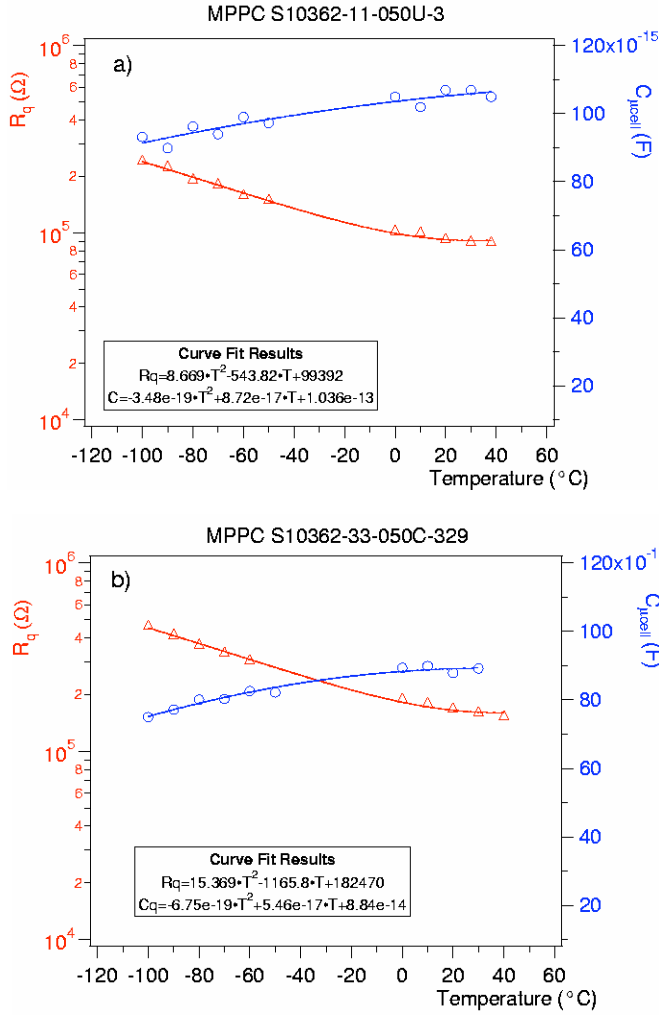 MPPC S10362-11-050U-3
a)
10⁶
8
6
4
2
10⁵
8
6
4
2
10⁴
R_q (Ω)
120x10⁻¹⁵
100
80
60
40
20
C_μcell (F)
Curve Fit Results
Rq=8.669•T²-543.82•T+99392
C=-3.48e-19•T²+8.72e-17•T+1.036e-13
-120 -100 -80 -60 -40 -20 0 20 40 60
Temperature (°C)
MPPC S10362-33-050C-329
b)
10⁶
8
6
4
2
10⁵
8
6
4
2
10⁴
R_q (Ω)
120x10⁻¹
100
80
60
40
20
C_μcell (F)
Curve Fit Results
Rq=15.369•T²-1165.8•T+182470
Cq=-6.75e-19•T²+5.46e-17•T+8.84e-14
-120 -100 -80 -60 -40 -20 0 20 40 60
Temperature (°C)